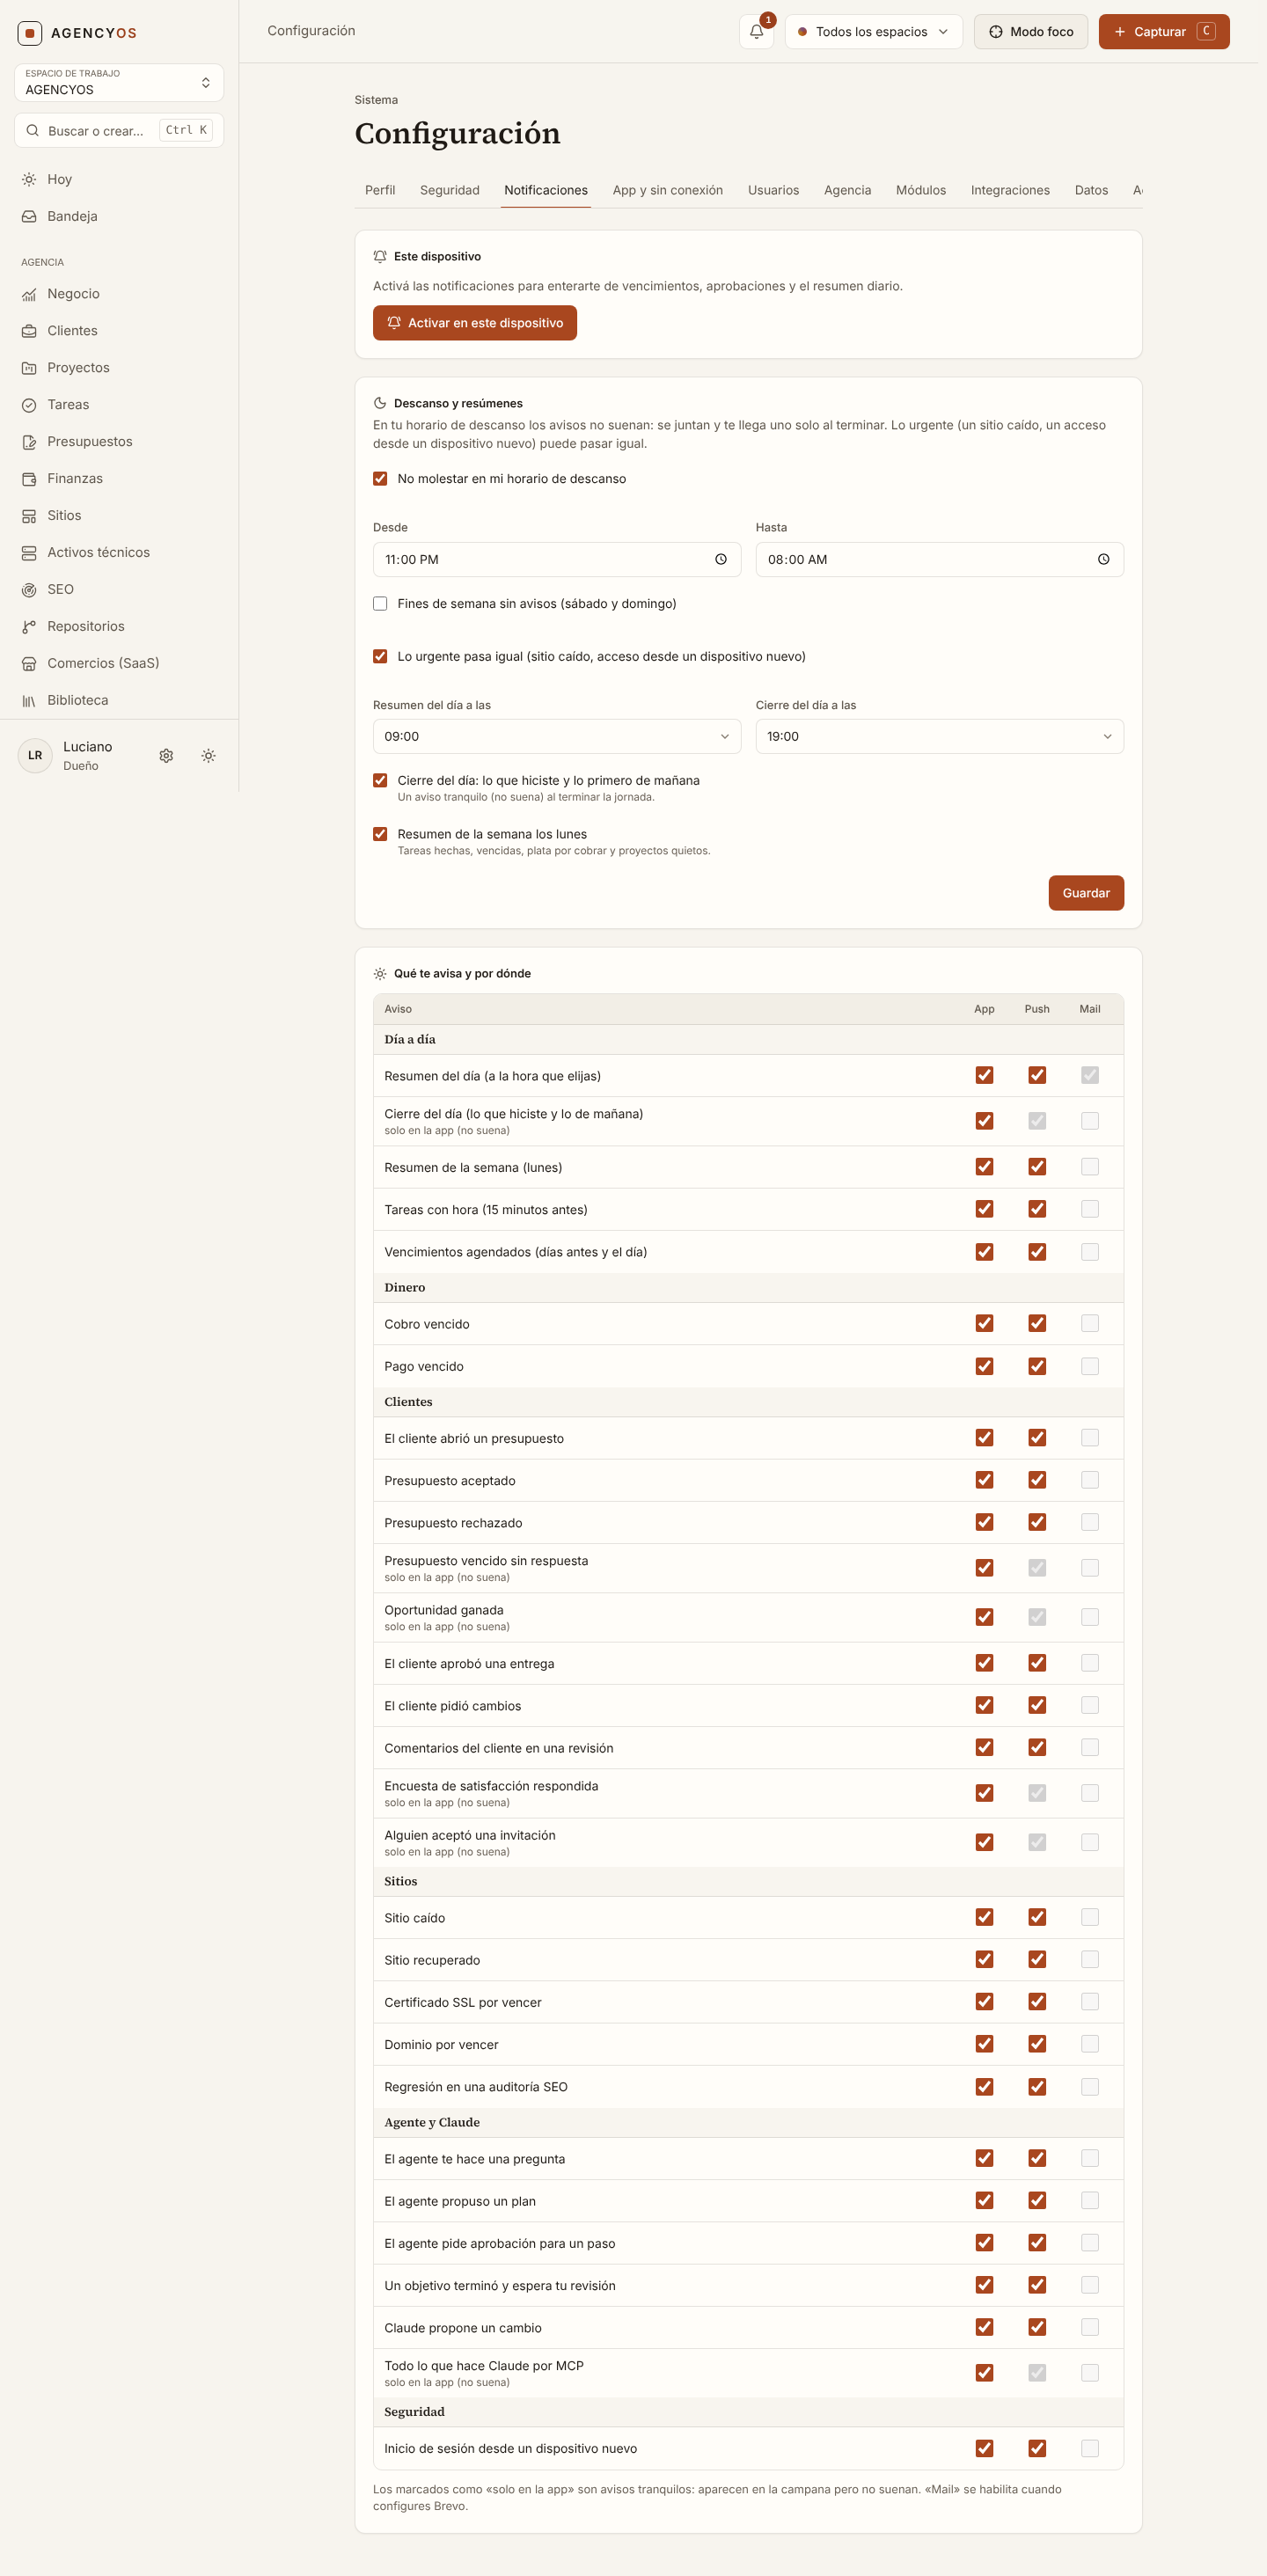 AGENCYOS
ESPACIO DE TRABAJO
AGENCYOS
Buscar o crear... Ctrl K
Hoy
Bandeja
AGENCIA
Negocio
Clientes
Proyectos
Tareas
Presupuestos
Finanzas
Sitios
Activos técnicos
SEO
Repositorios
Comercios (SaaS)
Biblioteca
LR
Luciano
Dueño
Configuración
1
Todos los espacios
Modo foco
Capturar C
Sistema
Configuración
Perfil Seguridad Notificaciones App y sin conexión Usuarios Agencia Módulos Integraciones Datos
Este dispositivo
Activá las notificaciones para enterarte de vencimientos, aprobaciones y el resumen diario.
Activar en este dispositivo
Descanso y resúmenes
En tu horario de descanso los avisos no suenan: se juntan y te llega uno solo al terminar. Lo urgente (un sitio caído, un acceso
desde un dispositivo nuevo) puede pasar igual.
No molestar en mi horario de descanso
Desde Hasta
11:00 PM 08:00 AM
Fines de semana sin avisos (sábado y domingo)
Lo urgente pasa igual (sitio caído, acceso desde un dispositivo nuevo)
Resumen del día a las Cierre del día a las
09:00 19:00
Cierre del día: lo que hiciste y lo primero de mañana
Un aviso tranquilo (no suena) al terminar la jornada.
Resumen de la semana los lunes
Tareas hechas, vencidas, plata por cobrar y proyectos quietos.
Guardar
Qué te avisa y por dónde
Aviso App Push Mail
Día a día
Resumen del día (a la hora que elijas)
Cierre del día (lo que hiciste y lo de mañana)
solo en la app (no suena)
Resumen de la semana (lunes)
Tareas con hora (15 minutos antes)
Vencimientos agendados (días antes y el día)
Dinero
Cobro vencido
Pago vencido
Clientes
El cliente abrió un presupuesto
Presupuesto aceptado
Presupuesto rechazado
Presupuesto vencido sin respuesta
solo en la app (no suena)
Oportunidad ganada
solo en la app (no suena)
El cliente aprobó una entrega
El cliente pidió cambios
Comentarios del cliente en una revisión
Encuesta de satisfacción respondida
solo en la app (no suena)
Alguien aceptó una invitación
solo en la app (no suena)
Sitios
Sitio caído
Sitio recuperado
Certificado SSL por vencer
Dominio por vencer
Regresión en una auditoría SEO
Agente y Claude
El agente te hace una pregunta
El agente propuso un plan
El agente pide aprobación para un paso
Un objetivo terminó y espera tu revisión
Claude propone un cambio
Todo lo que hace Claude por MCP
solo en la app (no suena)
Seguridad
Inicio de sesión desde un dispositivo nuevo
Los marcados como «solo en la app» son avisos tranquilos: aparecen en la campana pero no suenan. «Mail» se habilita cuando
configures Brevo.